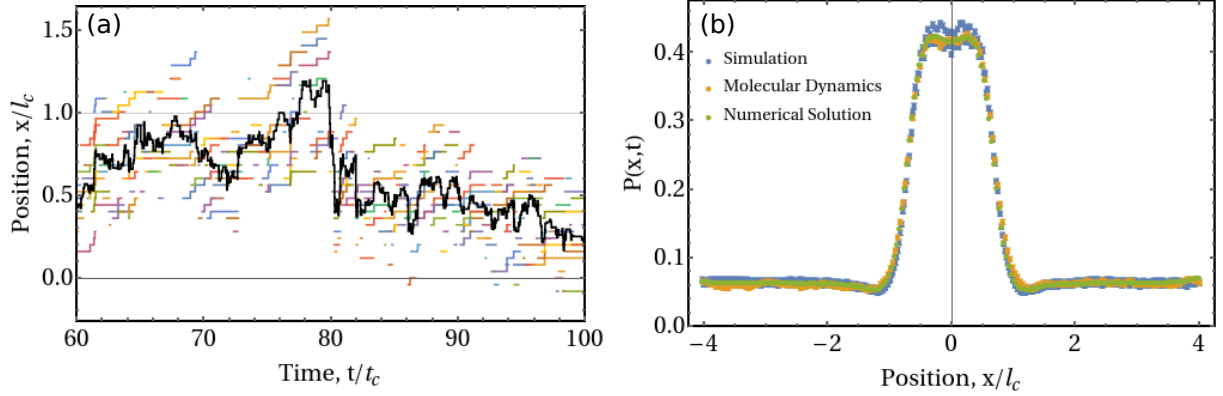 (a)
1.5
1.0
0.5
0.0
Position, x/l_c
60
70
80
90
100
Time, t/t_c
(b)
0.4
0.3
0.2
0.1
0.0
P(x,t)
Simulation
Molecular Dynamics
Numerical Solution
−4
−2
0
2
4
Position, x/l_c